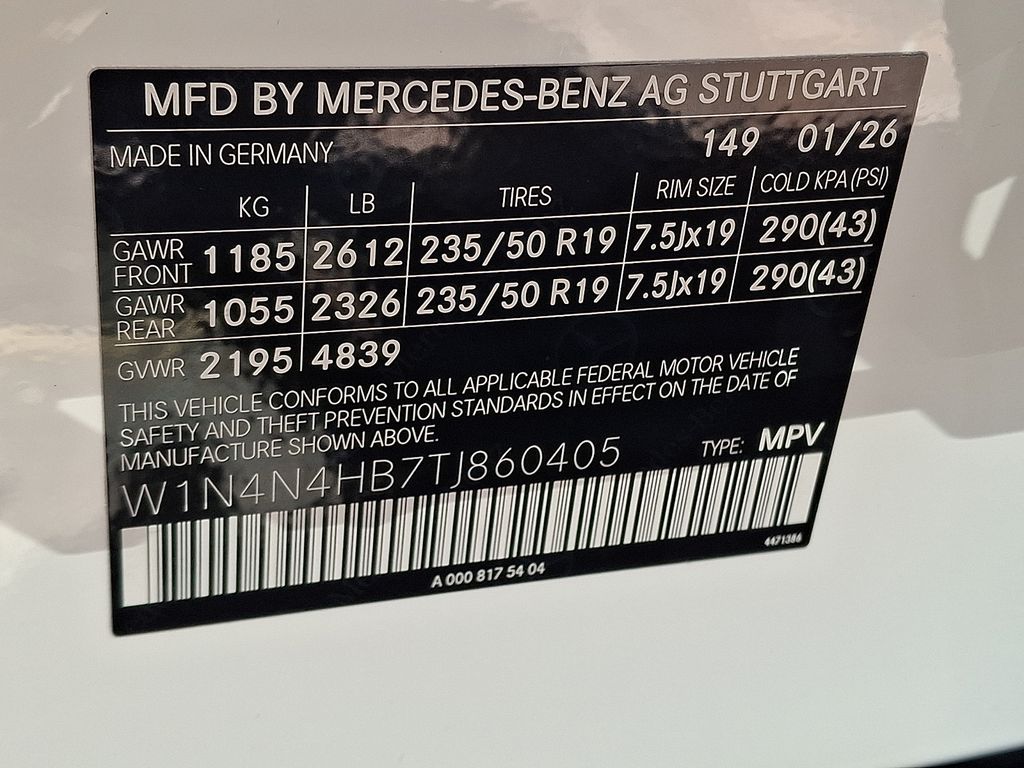 MFD BY MERCEDES-BENZ AG STUTTGART
MADE IN GERMANY 149 01/26
KG LB TIRES RIM SIZE COLD KPA (PSI)
GAWR FRONT 1185 2612 235/50 R19 7.5Jx19 290(43)
GAWR REAR 1055 2326 235/50 R19 7.5Jx19 290(43)
GVWR 2195 4839
THIS VEHICLE CONFORMS TO ALL APPLICABLE FEDERAL MOTOR VEHICLE
SAFETY AND THEFT PREVENTION STANDARDS IN EFFECT ON THE DATE OF
MANUFACTURE SHOWN ABOVE.
W1N4N4HB7TJ860405 TYPE: MPV
4471386
A 000 817 54 04